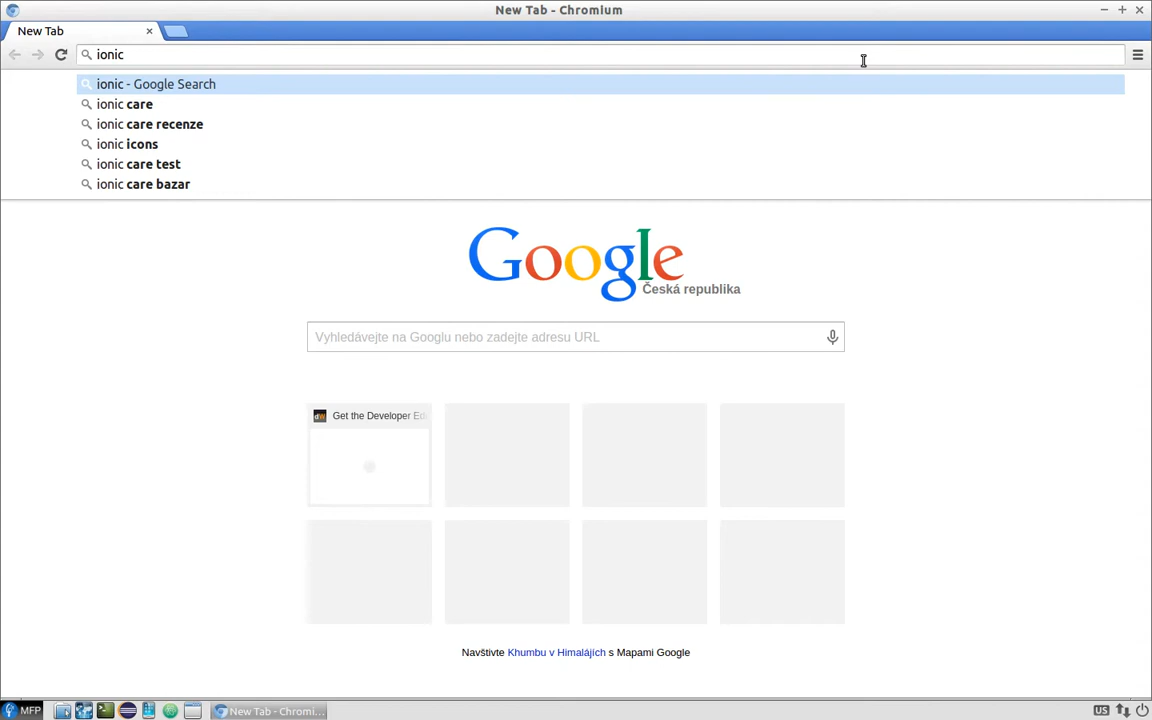 New Tab - Chromium
New Tab
ionic
ionic - Google Search
ionic care
ionic care recenze
ionic icons
ionic care test
ionic care bazar
Google
Česká republika
Vyhledávejte na Googlu nebo zadejte adresu URL
dW Get the Developer Ed
Navštivte Khumbu v Himalájích s Mapami Google
MFP
New Tab - Chromi...
US